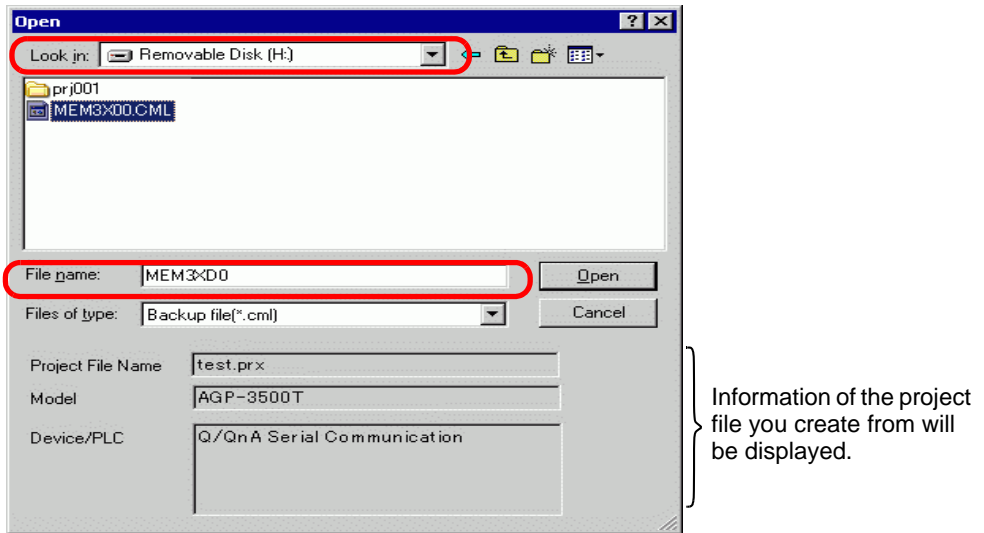 Open
Look in: Removable Disk (H:)
prj001
MEM3X00.CML
File name: MEM3XD0
Open
Files of type: Backup file(*.cml)
Cancel
Project File Name test.prx
Model AGP-3500T
Device/PLC Q/QnA Serial Communication
Information of the project
file you create from will
be displayed.